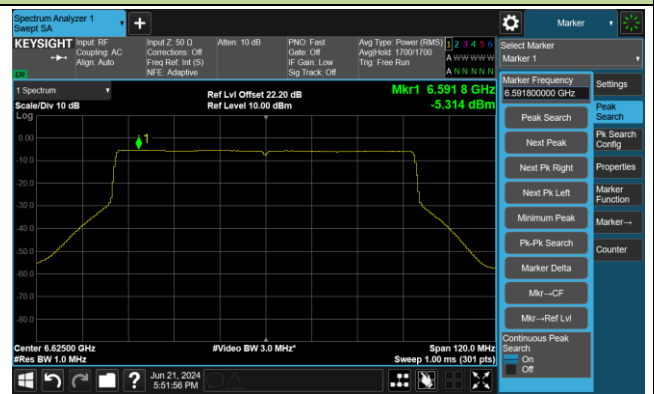 Spectrum Analyzer 1
Swept SA
Marker
KEYSIGHT
Input: RF
Coupling: AC
Align: Auto
Input Z: 50 Ω
Corrections: Off
Freq Ref: Int (S)
NFE: Adaptive
Atten: 10 dB
PNO: Fast
Gate: Off
IF Gain: Low
Sig Track: Off
Avg Type: Power (RMS)
Avg|Hold: 1700/1700
Trig: Free Run
1 2 3 4 5 6
A W W W W W
A N N N N N
LXI
Select Marker
Marker 1
1 Spectrum
Scale/Div 10 dB
Log
Ref Lvl Offset 22.20 dB
Ref Level 10.00 dBm
Mkr1 6.591 8 GHz
-5.314 dBm
1
0.00
-10.0
-20.0
-30.0
-40.0
-50.0
-60.0
-70.0
-80.0
Center 6.62500 GHz
#Res BW 1.0 MHz
#Video BW 3.0 MHz*
Span 120.0 MHz
Sweep 1.00 ms (301 pts)
Marker Frequency
6.591800000 GHz
Peak Search
Next Peak
Next Pk Right
Next Pk Left
Minimum Peak
Pk-Pk Search
Marker Delta
Mkr→CF
Mkr→Ref Lvl
Continuous Peak
Search
On
Off
Settings
Peak
Search
Pk Search
Config
Properties
Marker
Function
Marker→
Counter
?
Jun 21, 2024
5:51:56 PM